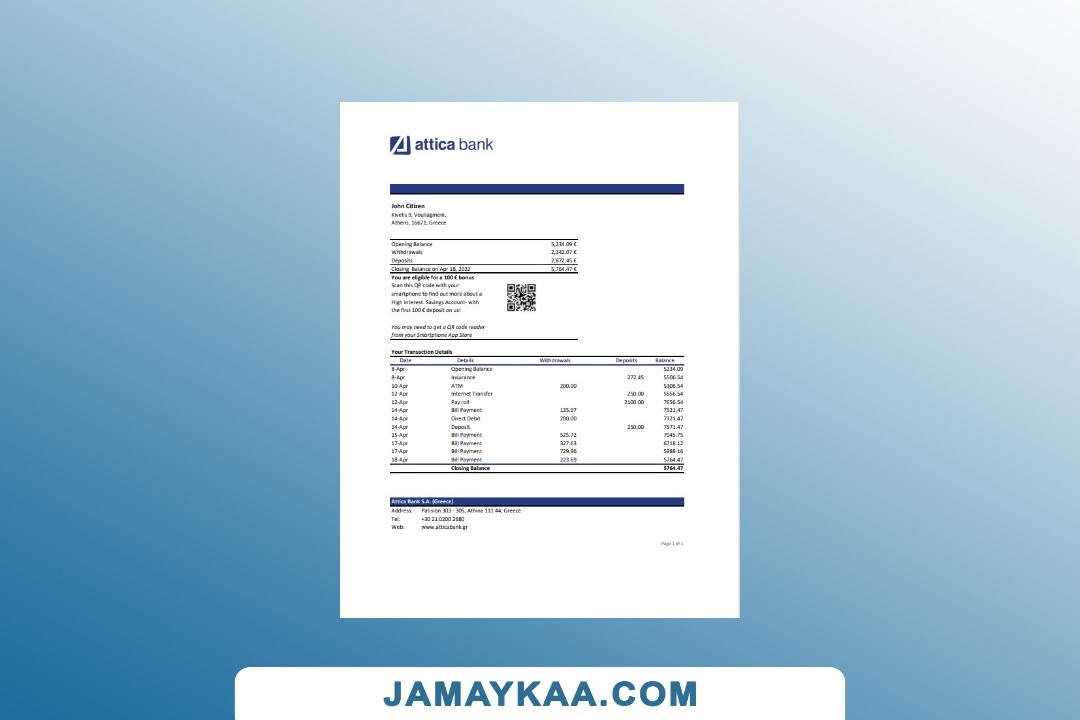 attica bank
John Citizen
Kivelis 9, Vouliagmeni,
Athens, 16671, Greece
Opening Balance 5,234.09 €
Withdrawals 2,342.07 €
Deposits 2,872.45 €
Closing Balance on Apr 18, 2022 5,764.47 €
You are eligible for a 100 € bonus
Scan this QR code with your
smartphone to find out more about a
High Interest. Savings Account- with
the first 100 € deposit on us!
You may need to get a QR code reader
from your Smartphone App Store
Your Transaction Details
Date Details Withdrawals Deposits Balance
8-Apr Opening Balance 5234.09
8-Apr Insurance 272.45 5506.54
10-Apr ATM 200.00 5306.54
12-Apr Internet Transfer 250.00 5556.54
12-Apr Pay roll 2100.00 7656.54
14-Apr Bill Payment 135.07 7521.47
14-Apr Direct Debit 200.00 7321.47
14-Apr Deposit 250.00 7571.47
15-Apr Bill Payment 525.72 7045.75
17-Apr Bill Payment 327.63 6718.12
17-Apr Bill Payment 729.96 5988.16
18-Apr Bill Payment 223.69 5764.47
Closing Balance 5764.47
Attica Bank S.A. (Greece)
Address: Patision 303 - 305, Athina 111 44, Greece
Tel: +30 21 0200 2680
Web: www.atticabank.gr
Page 1 of 1
JAMAYKAA.COM